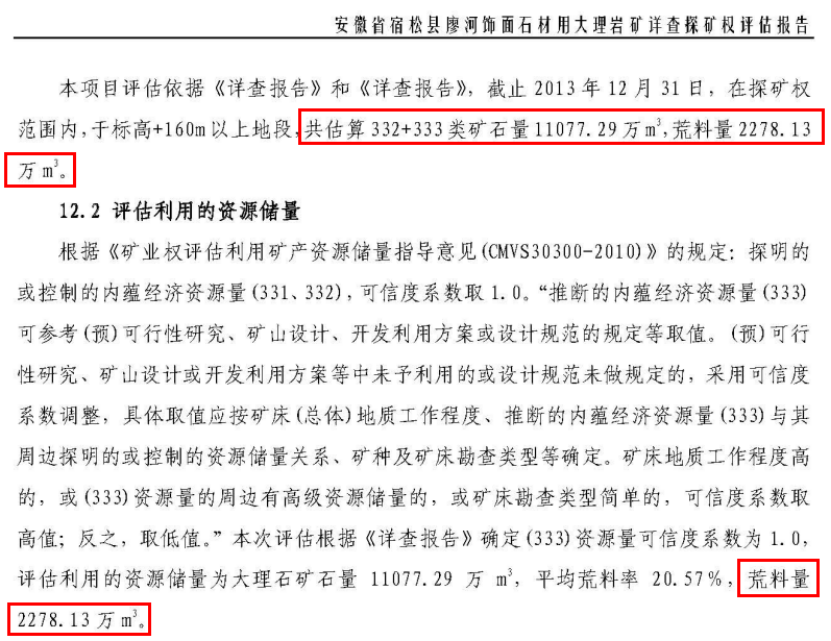 安徽省宿松县廖河饰面石材用大理岩矿详查探矿权评估报告
本项目评估依据《详查报告》和《详查报告》，截止 2013 年 12 月 31 日，在探矿权
范围内，于标高+160m 以上地段，共估算 332+333 类矿石量 11077.29 万 m³，荒料量 2278.13
万 m³。
12.2 评估利用的资源储量
根据《矿业权评估利用矿产资源储量指导意见(CMVS30300-2010)》的规定：探明的
或控制的内蕴经济资源量(331、332)，可信度系数取 1.0。“推断的内蕴经济资源量(333)
可参考(预)可行性研究、矿山设计、开发利用方案或设计规范的规定等取值。(预)可行
性研究、矿山设计或开发利用方案等中未予利用的或设计规范未做规定的，采用可信度
系数调整，具体取值应按矿床(总体)地质工作程度、推断的内蕴经济资源量(333)与其
周边探明的或控制的资源储量关系、矿种及矿床勘查类型等确定。矿床地质工作程度高
的，或(333)资源量的周边有高级资源储量的，或矿床勘查类型简单的，可信度系数取
高值；反之，取低值。”本次评估根据《详查报告》确定(333)资源量可信度系数为 1.0，
评估利用的资源储量为大理石矿石量 11077.29 万 m³，平均荒料率 20.57%，荒料量
2278.13 万 m³。